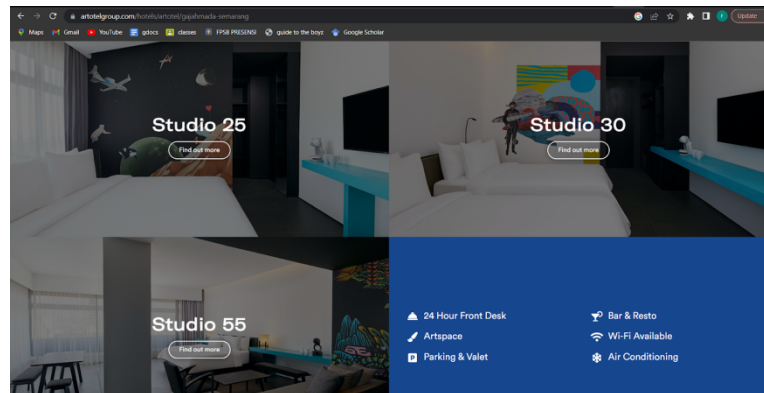 artotelgroup.com/hotels/artotel/gajahmada-semarang
Update
Maps Gmail YouTube gdocs classes FPSB PRESENSI guide to the boyz Google Scholar
Studio 25
Find out more
Studio 30
Find out more
Studio 55
Find out more
24 Hour Front Desk
Bar & Resto
Artspace
Wi-Fi Available
P Parking & Valet
Air Conditioning